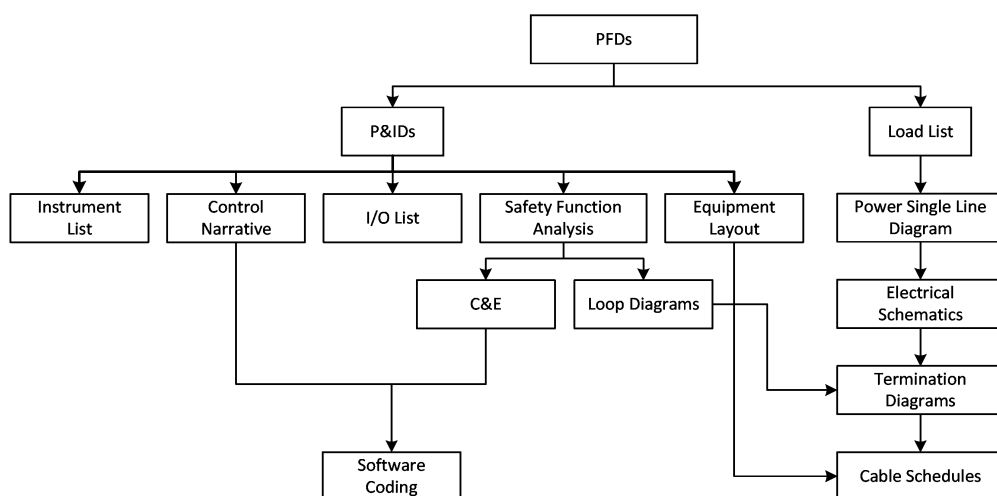 PFDs
P&IDs
Load List
Instrument
List
Control
Narrative
I/O List
Safety Function
Analysis
Equipment
Layout
Power Single Line
Diagram
C&E
Loop Diagrams
Electrical
Schematics
Termination
Diagrams
Software
Coding
Cable Schedules